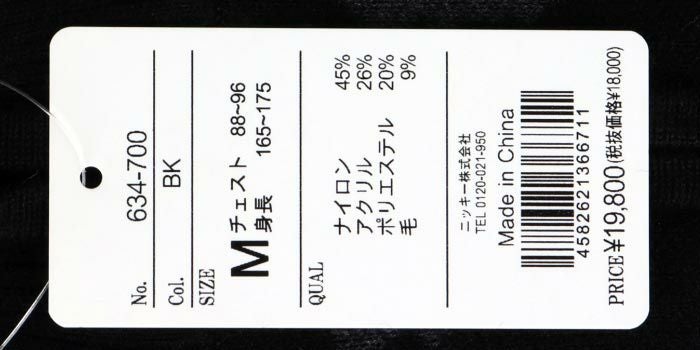 No. 634-700
Col. BK
SIZE
M チェスト 88~96
身長 165~175
QUAL
ナイロン 45%
アクリル 26%
ポリエステル 20%
毛 9%
ニッキー株式会社
TEL 0120-021-950
Made in China
4582621366711
PRICE ¥19,800(税抜価格¥18,000)